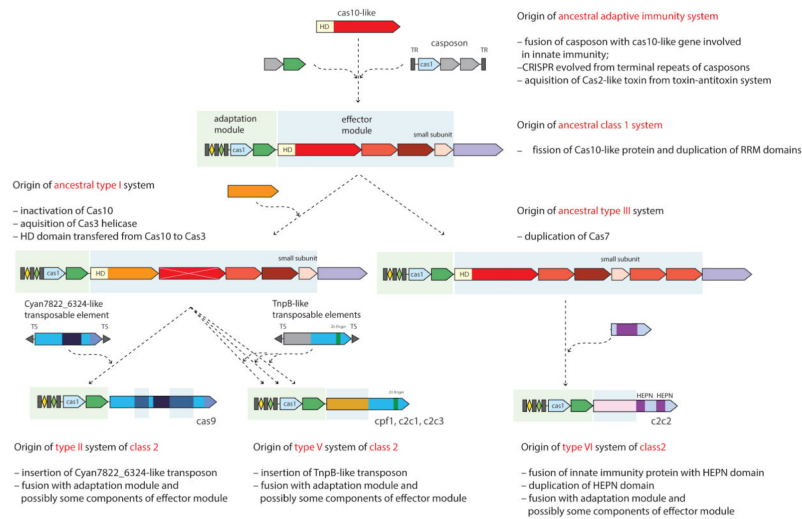 cas10-like
HD
casposon
TR
TR
cas1
Origin of ancestral adaptive immunity system
– fusion of casposon with cas10-like gene involved
in innate immunity;
–CRISPR evolved from terminal repeats of casposons
– aquisition of Cas2-like toxin from toxin-antitoxin system
adaptation
module
effector
module
small subunit
cas1
HD
Origin of ancestral class 1 system
– fission of Cas10-like protein and duplication of RRM domains
Origin of ancestral type I system
– inactivation of Cas10
– aquisition of Cas3 helicase
– HD domain transfered from Cas10 to Cas3
Origin of ancestral type III system
– duplication of Cas7
small subunit
cas1
HD
small subunit
cas1
HD
Cyan7822_6324-like
transposable element
TS
TS
TnpB-like
transposable elements
TS
Zn finger
TS
cas1
cas9
cas1
Zn finger
cpf1, c2c1, c2c3
HEPN
HEPN
cas1
c2c2
Origin of type II system of class 2
– insertion of Cyan7822_6324-like transposon
– fusion with adaptation module and
possibly some components of effector module
Origin of type V system of class 2
– insertion of TnpB-like transposon
– fusion with adaptation module and
possibly some components of effector module
Origin of type VI system of class2
– fusion of innate immunity protein with HEPN domain
– duplication of HEPN domain
– fusion with adaptation module and
possibly some components of effector module